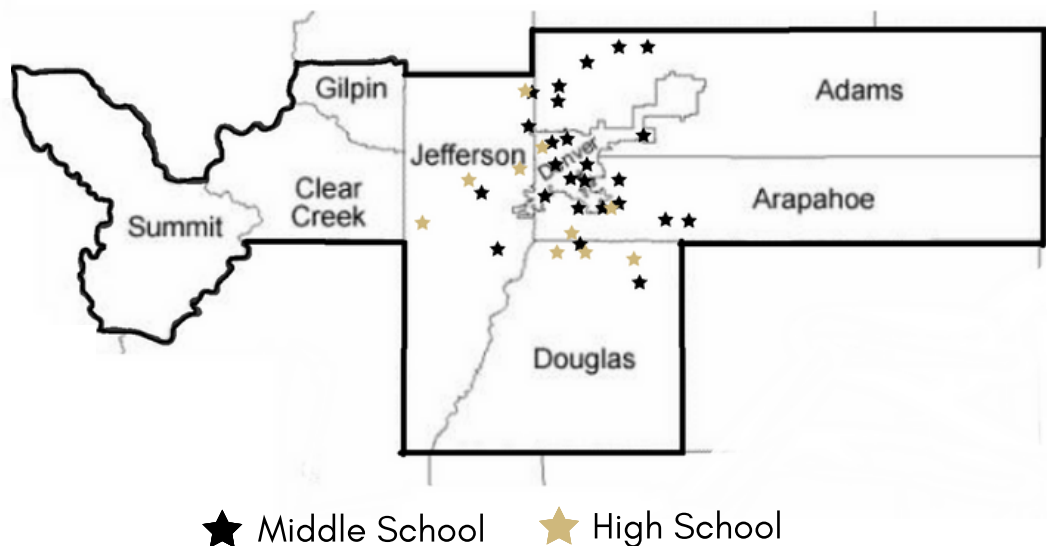 Gilpin
Adams
Jefferson
Denver
Clear
Creek
Arapahoe
Summit
Douglas
Middle School
High School